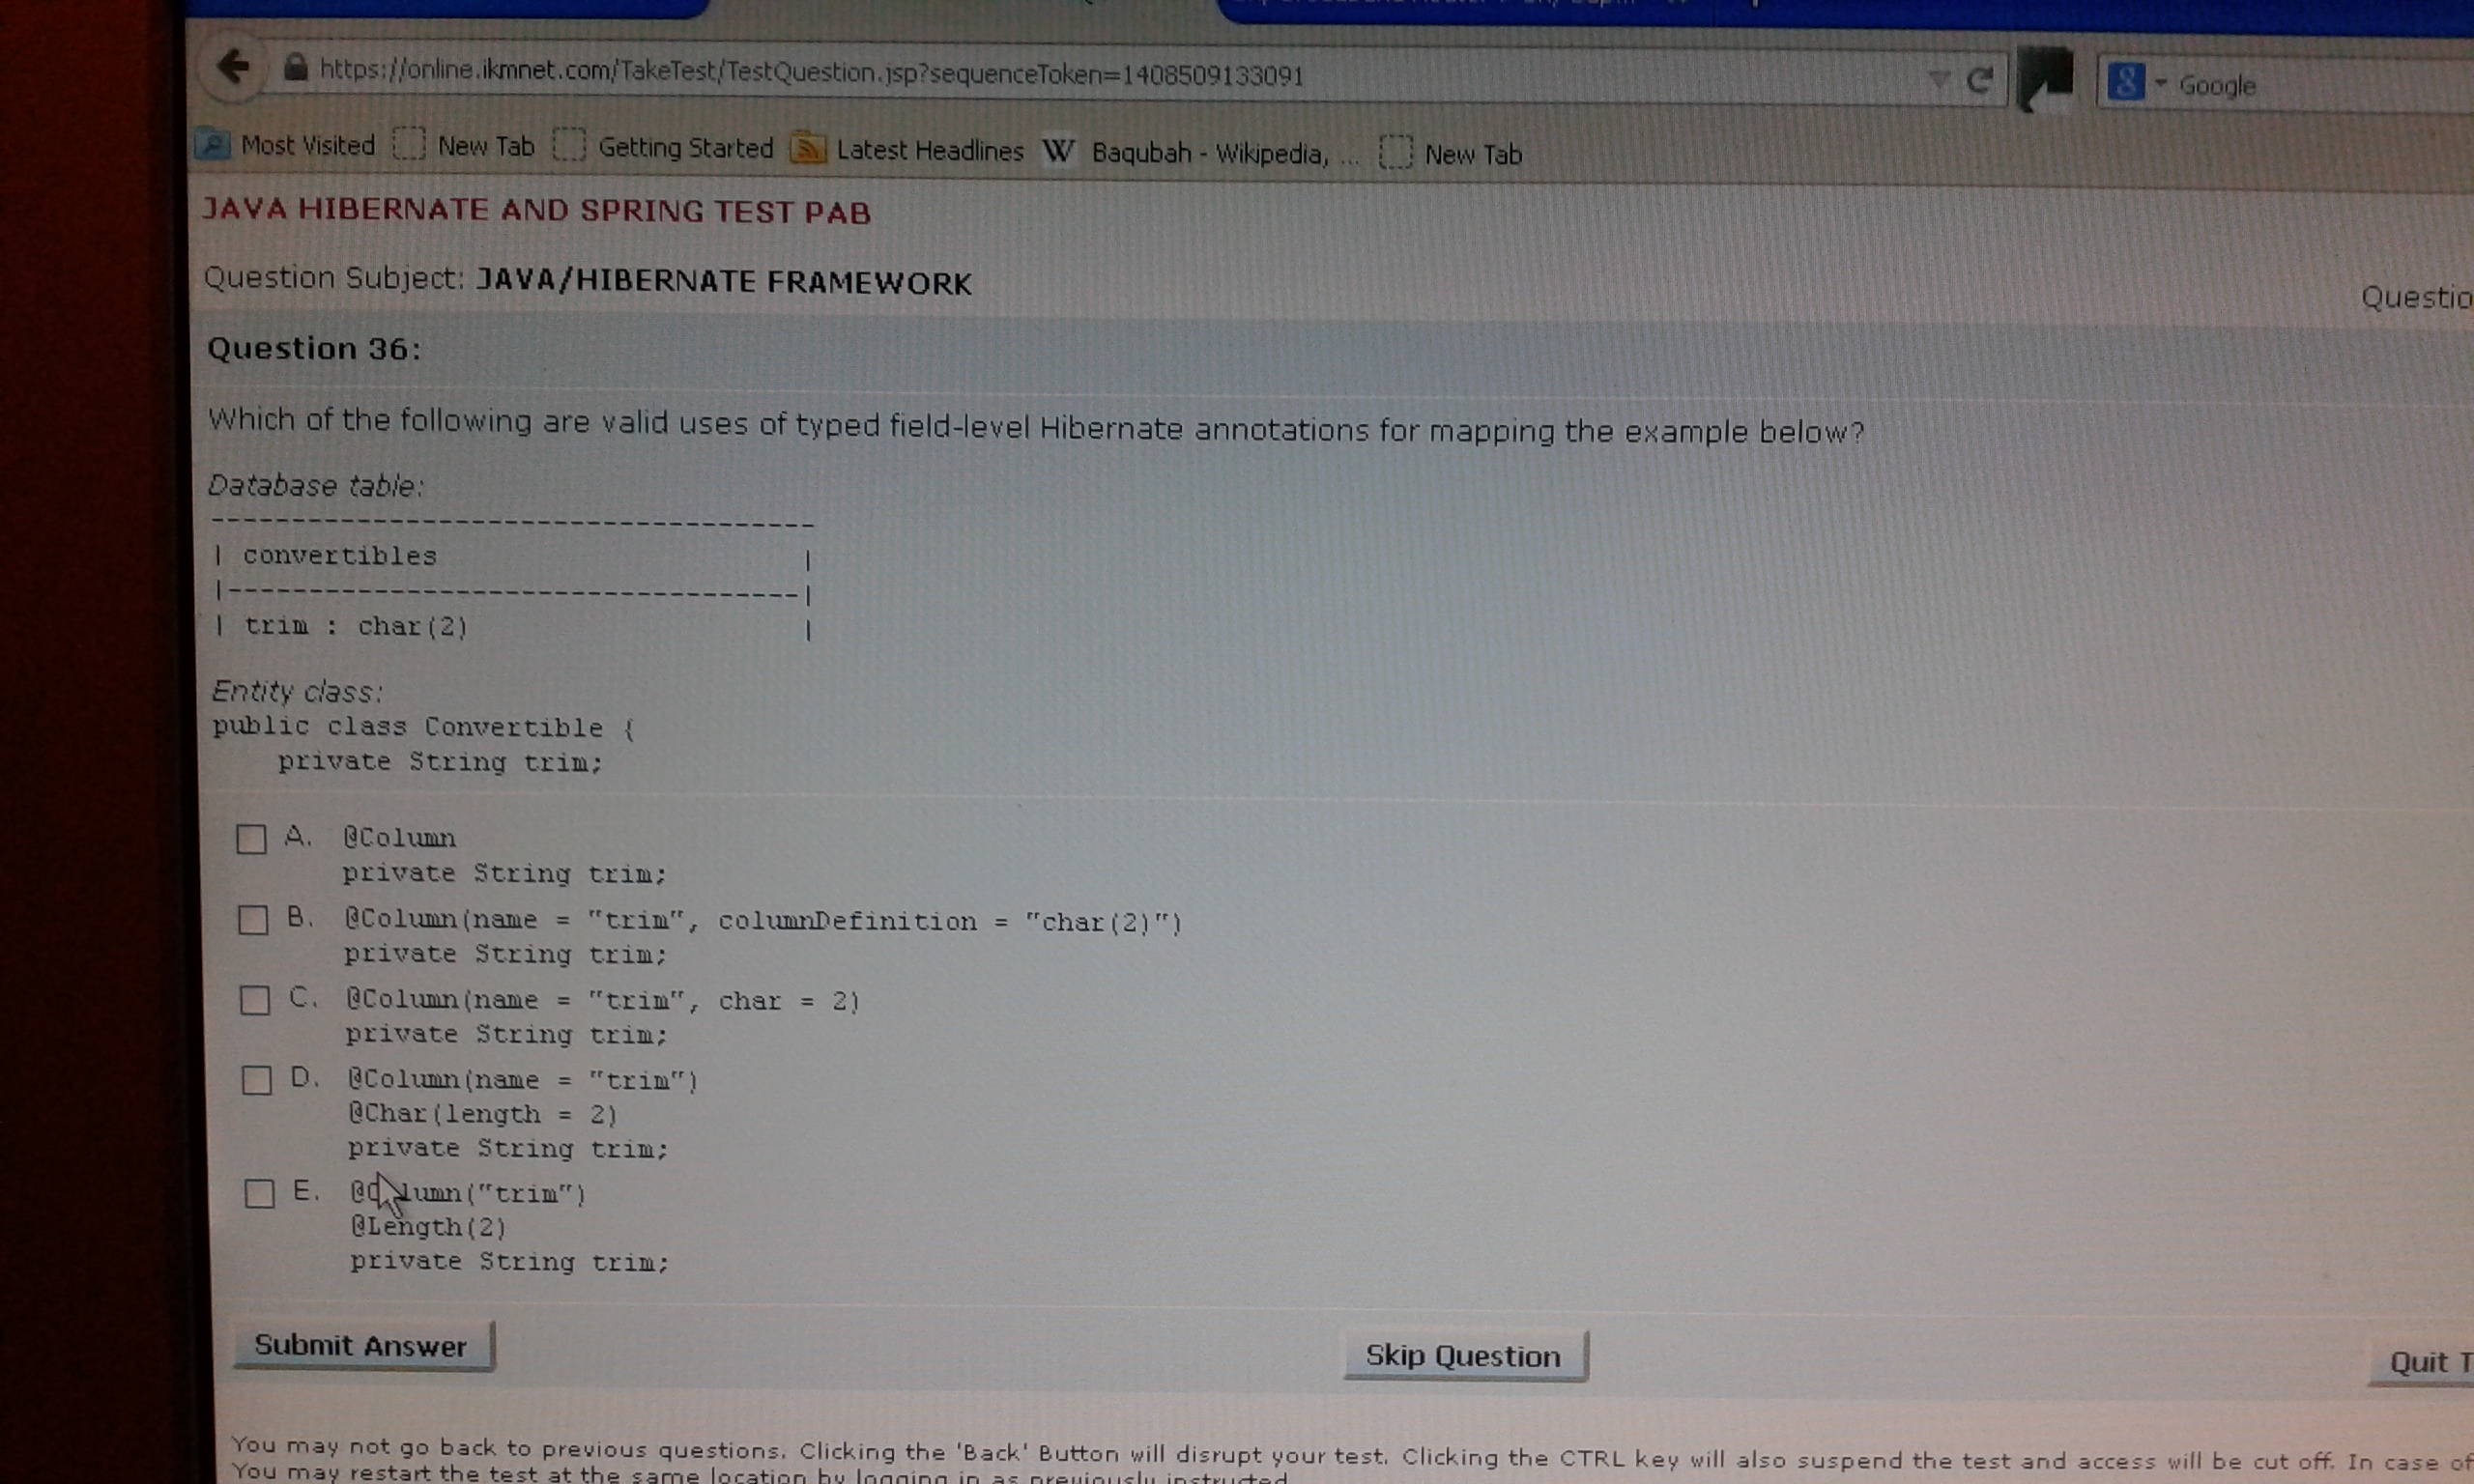 https://online.ikmnet.com/TakeTest/TestQuestion.jsp?sequenceToken=1408509133091
Google
Most Visited New Tab Getting Started Latest Headlines W Baqubah - Wikipedia, ... New Tab
JAVA HIBERNATE AND SPRING TEST PAB
Question Subject: JAVA/HIBERNATE FRAMEWORK
Questio
Question 36:
Which of the following are valid uses of typed field-level Hibernate annotations for mapping the example below?
Database table:
-------------------------------------
| convertibles |
|-----------------------------------|
| trim : char(2) |
Entity class:
public class Convertible {
private String trim;
A. @Column
private String trim;
B. @Column(name = "trim", columnDefinition = "char(2)")
private String trim;
C. @Column(name = "trim", char = 2)
private String trim;
D. @Column(name = "trim")
@Char(length = 2)
private String trim;
E. @Column("trim")
@Length(2)
private String trim;
Submit Answer
Skip Question
Quit T
You may not go back to previous questions. Clicking the 'Back' Button will disrupt your test. Clicking the CTRL key will also suspend the test and access will be cut off. In case of
You may restart the test at the same location by logging in as previously instructed.